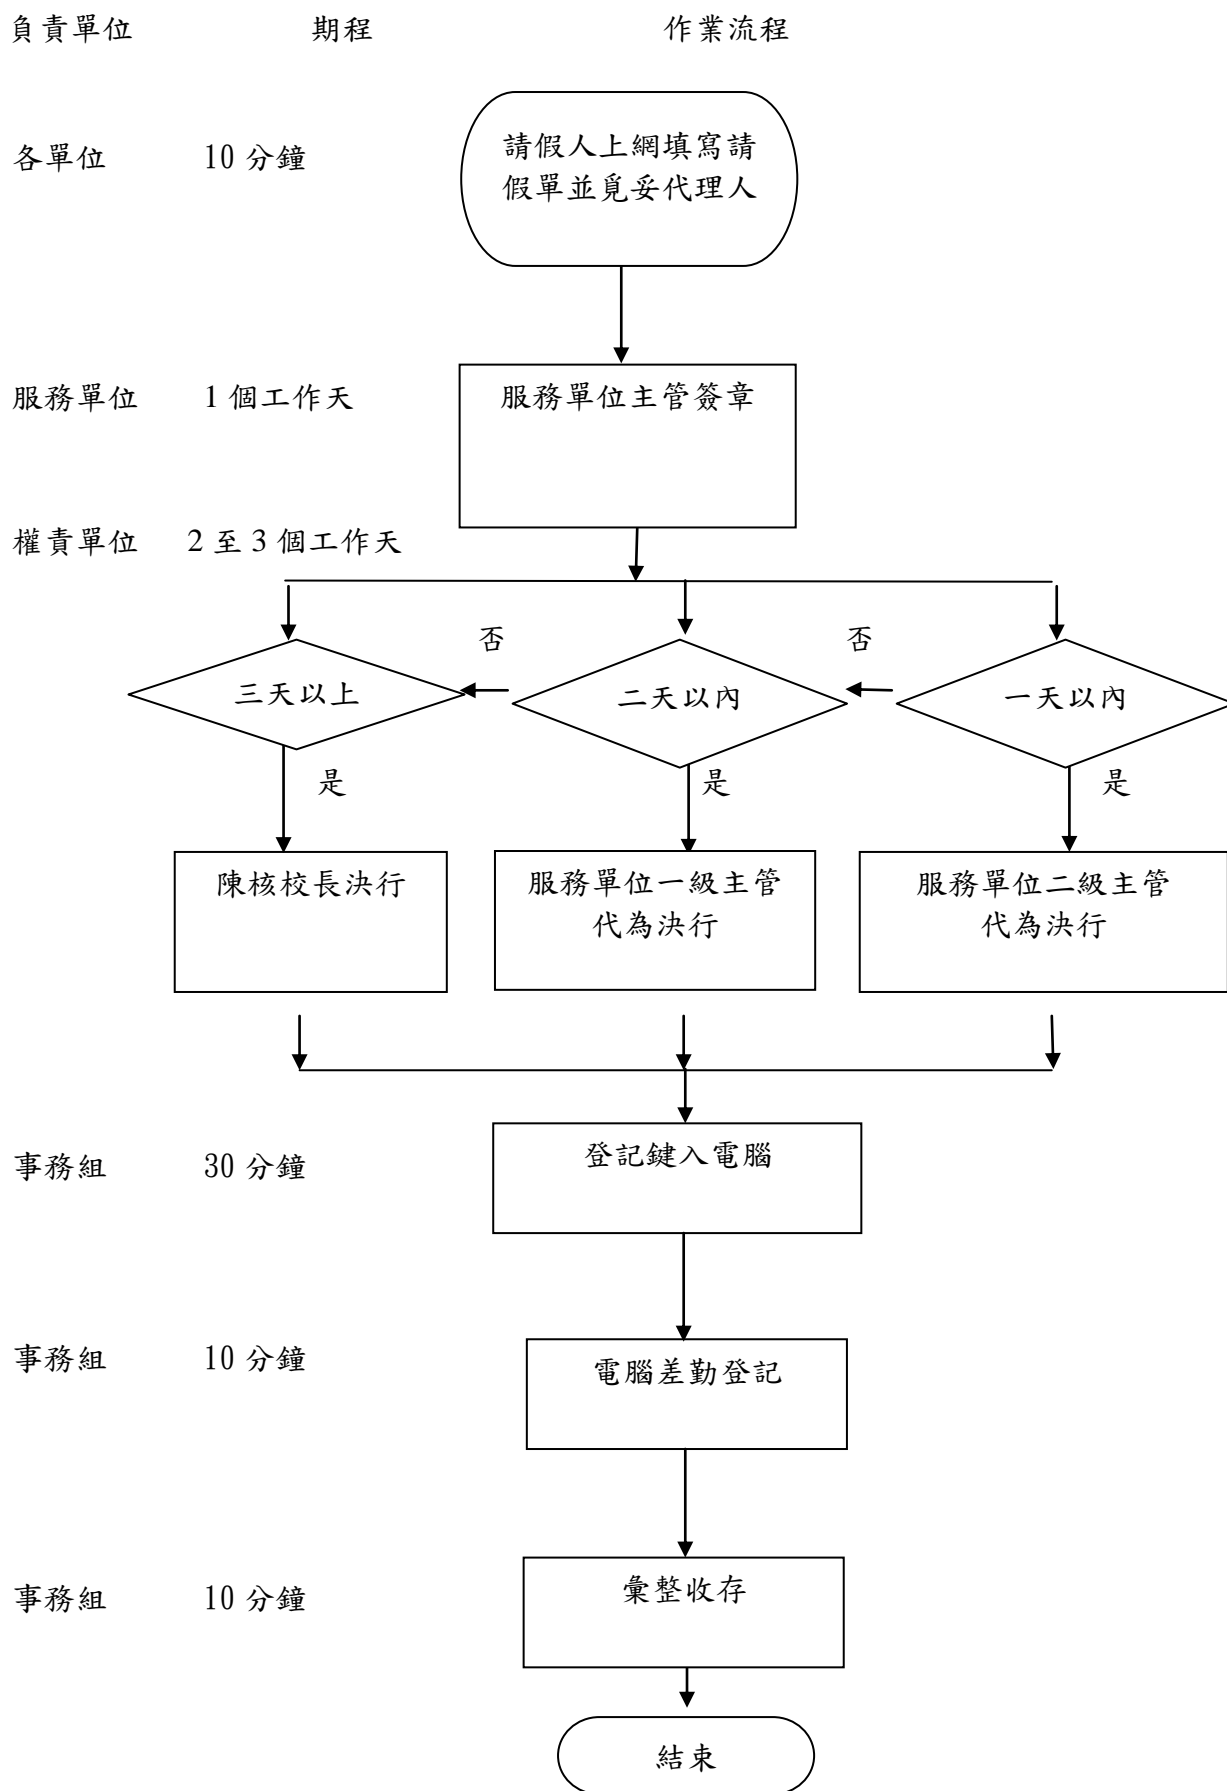 負責單位 期程 作業流程
各單位 10 分鐘
請假人上網填寫請
假單並覓妥代理人
服務單位 1 個工作天 服務單位主管簽章
權責單位 2 至 3 個工作天
否 否
三天以上 二天以內 一天以內
是 是 是
陳核校長決行
服務單位一級主管
代為決行
服務單位二級主管
代為決行
事務組 30 分鐘 登記鍵入電腦
事務組 10 分鐘 電腦差勤登記
事務組 10 分鐘 彙整收存
結束